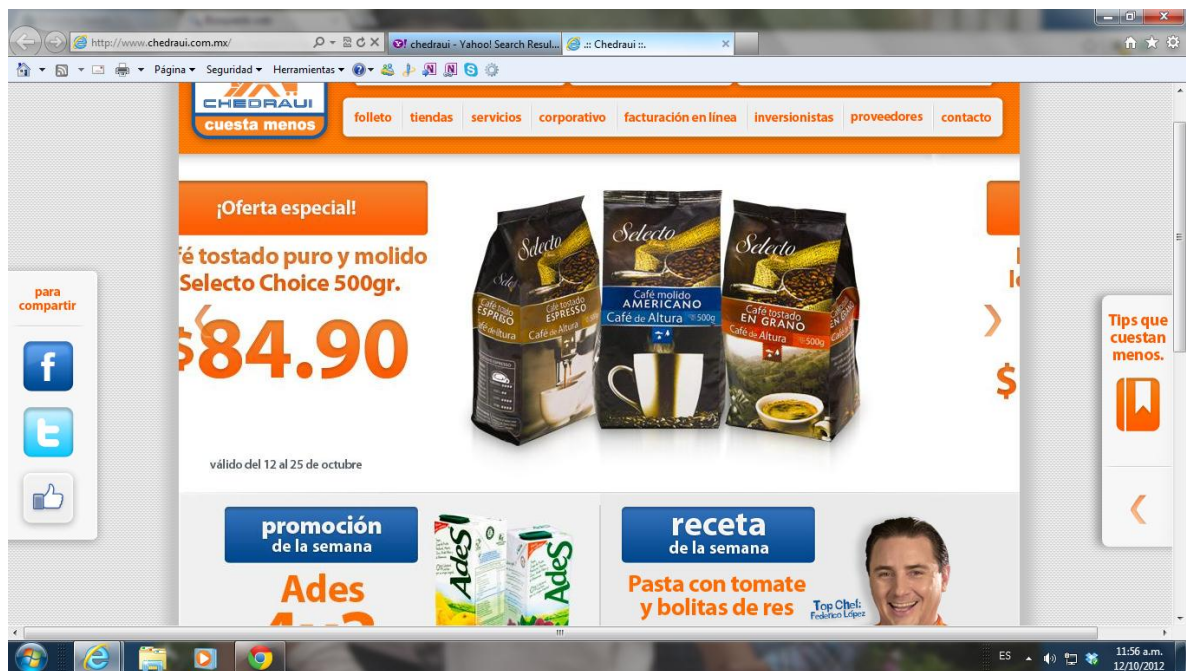 http://www.chedraui.com.mx/
chedraui - Yahoo! Search Resul...
.:: Chedraui ::.
Página
Seguridad
Herramientas
CHEDRAUI
cuesta menos
folleto tiendas servicios corporativo facturación en línea inversionistas proveedores contacto
¡Oferta especial!
fé tostado puro y molido
Selecto Choice 500gr.
$84.90
válido del 12 al 25 de octubre
Selecto
Café tostado
ESPRESSO
Café de Altura
Selecto
Café molido
AMERICANO
Café de Altura 500g
Selecto
Café tostado
EN GRANO
Café de Altura 500g
$
para
compartir
Tips que
cuestan
menos.
promoción
de la semana
Ades
AdeS
AdeS
receta
de la semana
Pasta con tomate
y bolitas de res
Top Chef:
Federico López
ES
11:56 a.m.
12/10/2012